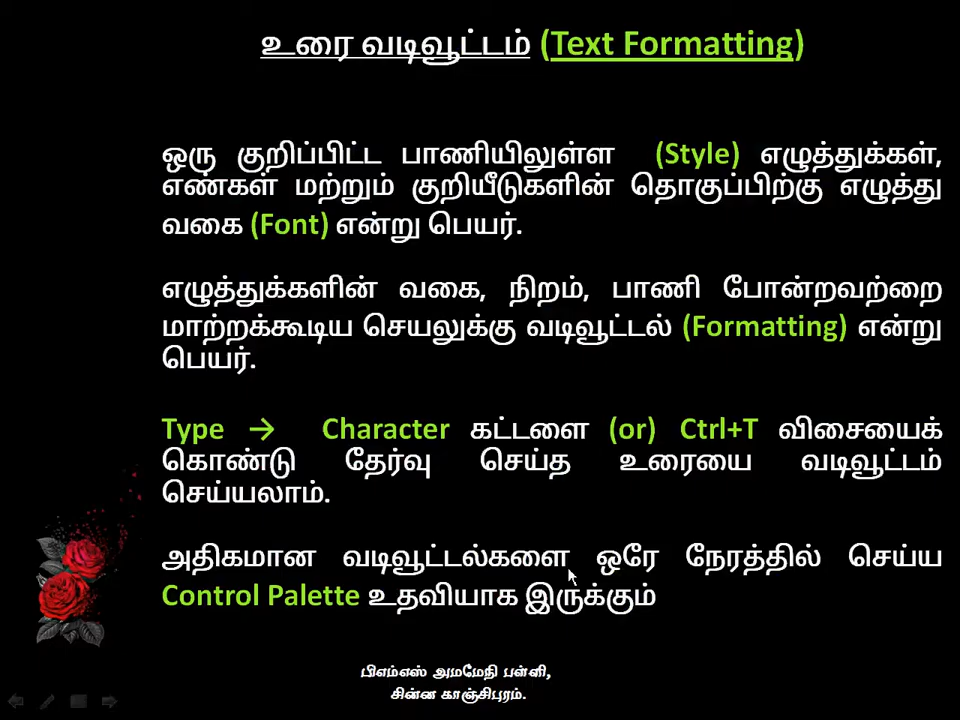 உரை வடிவூட்டம் (Text Formatting)
ஒரு குறிப்பிட்ட பாணியிலுள்ள (Style) எழுத்துக்கள்,
எண்கள் மற்றும் குறியீடுகளின் தொகுப்பிற்கு எழுத்து
வகை (Font) என்று பெயர்.
எழுத்துக்களின் வகை, நிறம், பாணி போன்றவற்றை
மாற்றக்கூடிய செயலுக்கு வடிவூட்டல் (Formatting) என்று
பெயர்.
Type → Character கட்டளை (or) Ctrl+T விசையைக்
கொண்டு தேர்வு செய்த உரையை வடிவூட்டம்
செய்யலாம்.
அதிகமான வடிவூட்டல்களை ஒரே நேரத்தில் செய்ய
Control Palette உதவியாக இருக்கும்
பிஎம்எஸ் அமமேநி பள்ளி,
சின்ன காஞ்சிபுரம்.